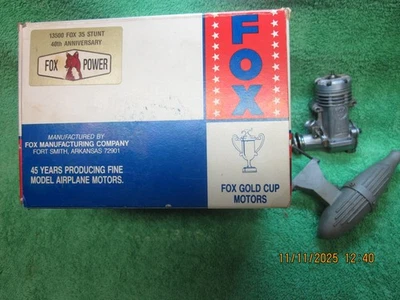 13500 FOX 35 STUNT
40th ANNIVERSARY
FOX POWER
FOX
MANUFACTURED BY
FOX MANUFACTURING COMPANY
FORT SMITH, ARKANSAS 72901
45 YEARS PRODUCING FINE
MODEL AIRPLANE MOTORS.
FOX GOLD CUP
MOTORS
11/11/2025 12:40